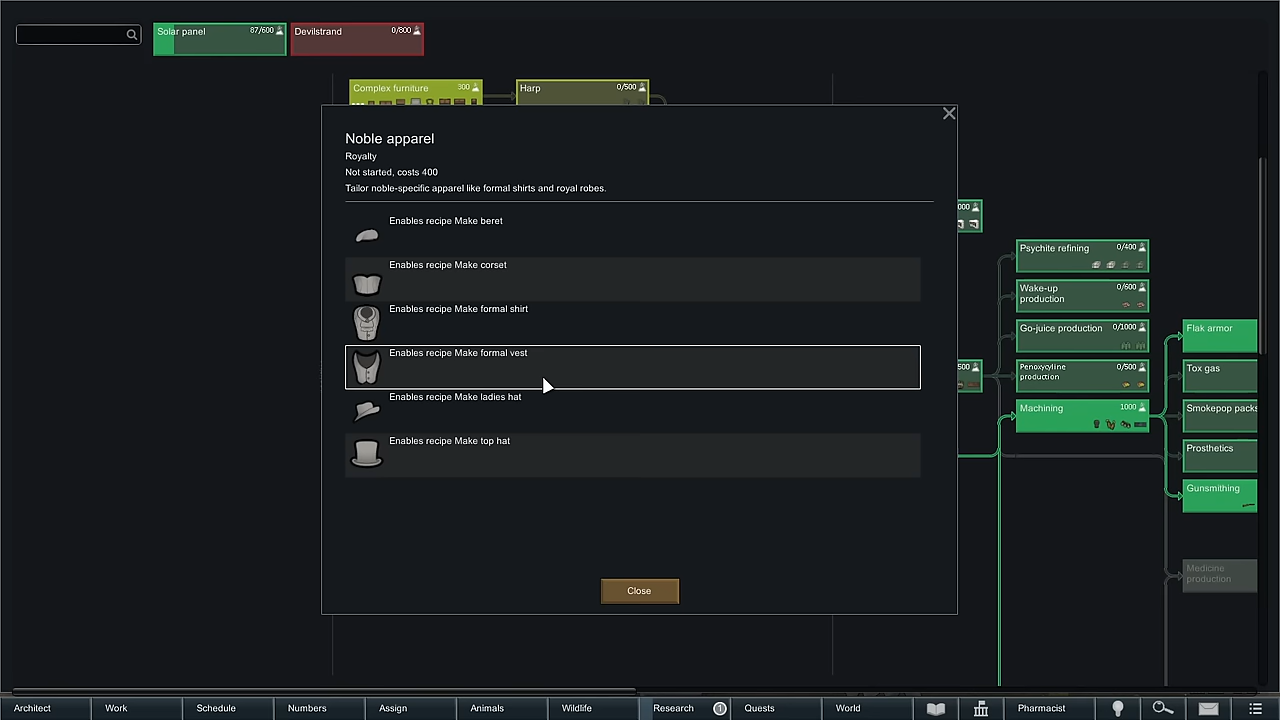 Solar panel 87/600
Devilstrand 0/800
Complex furniture 300
Harp 0/500
Noble apparel
Royalty
Not started, costs 400
Tailor noble-specific apparel like formal shirts and royal robes.
Enables recipe Make beret
Enables recipe Make corset
Enables recipe Make formal shirt
Enables recipe Make formal vest
Enables recipe Make ladies hat
Enables recipe Make top hat
Close
000
500
Psychite refining 0/400
Wake-up 0/600
production
Go-juice production 0/1000
Penoxycyline 0/500
production
Machining 1000
Flak armor
Tox gas
Smokepop packs
Prosthetics
Gunsmithing
Medicine
production
Architect Work Schedule Numbers Assign Animals Wildlife Research 1 Quests World Pharmacist